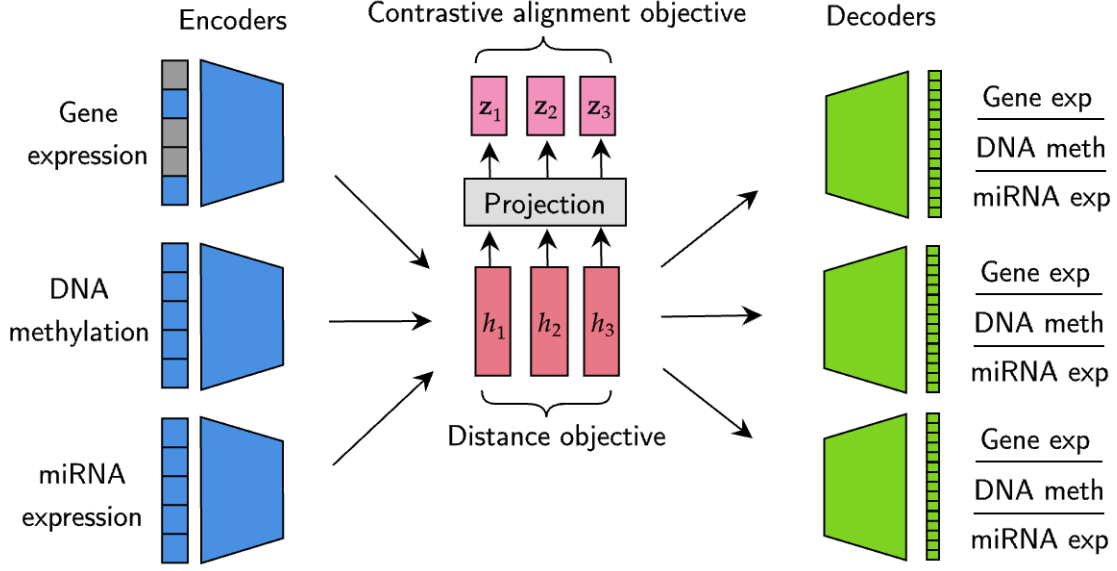 Encoders
Contrastive alignment objective
Decoders
Gene
expression
DNA
methylation
miRNA
expression
z1
z2
z3
Projection
h1
h2
h3
Distance objective
Gene exp
DNA meth
miRNA exp
Gene exp
DNA meth
miRNA exp
Gene exp
DNA meth
miRNA exp